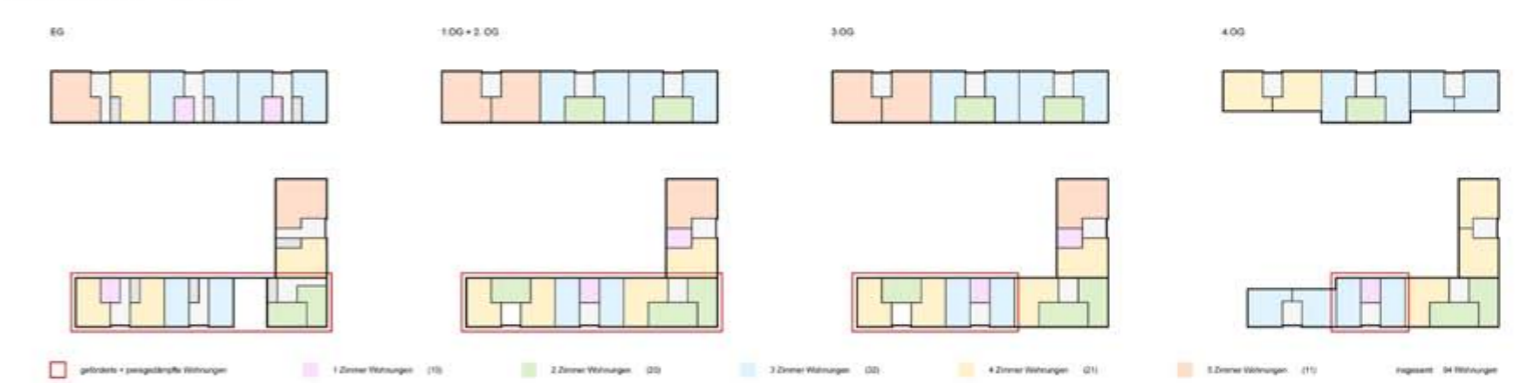 EG
1.OG + 2. OG
3.OG
4.OG
geförderte + preisgedämpfte Wohnungen
1 Zimmer Wohnungen (10)
2 Zimmer Wohnungen (20)
3 Zimmer Wohnungen (32)
4 Zimmer Wohnungen (21)
5 Zimmer Wohnungen (11)
insgesamt 94 Wohnungen